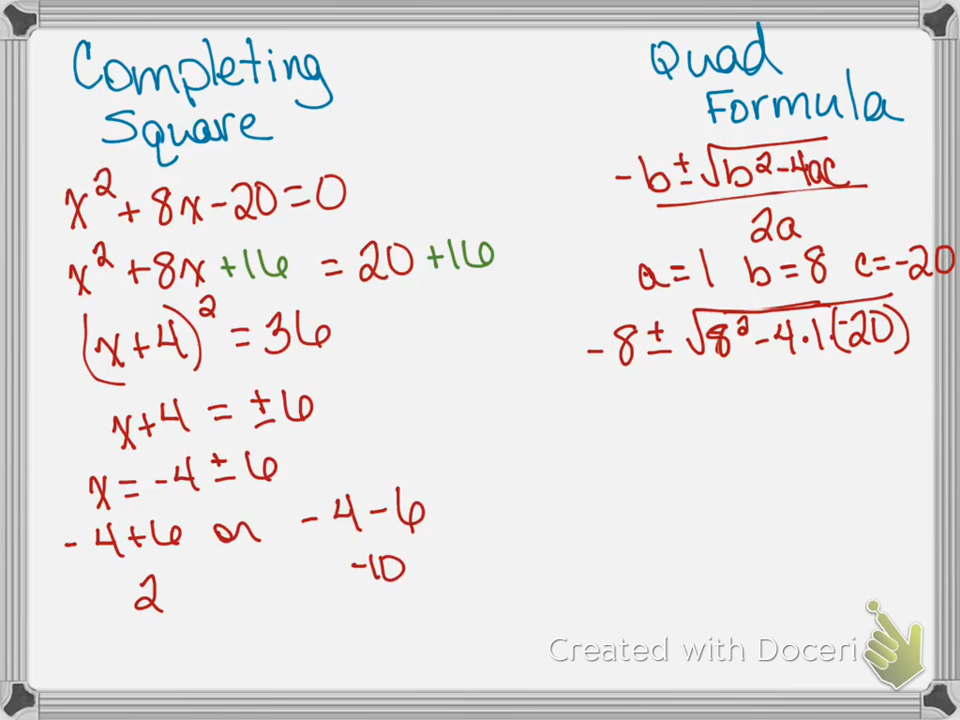 Completing
Square
x² + 8x - 20 = 0
x² + 8x + 16 = 20 + 16
(x+4)² = 36
x+4 = ±6
x = -4 ± 6
-4+6 or -4-6
2 -10
Quad
Formula
-b ± √b² - 4ac
2a
a = 1 b = 8 c = -20
-8 ± √8² - 4·1(-20)
Created with Doceri